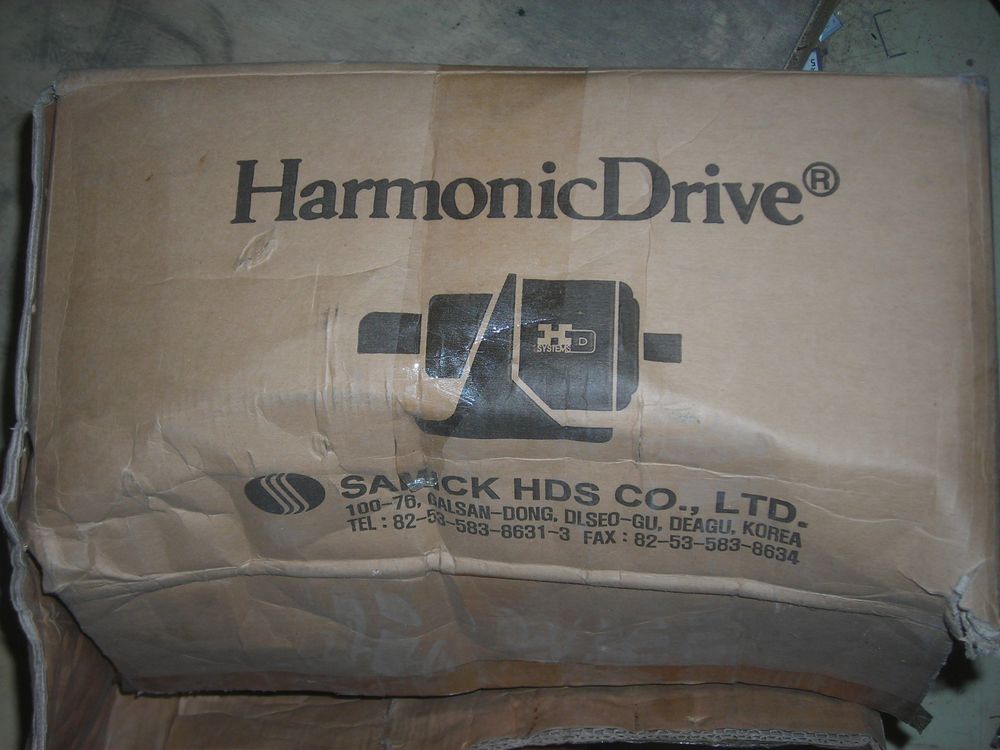 HarmonicDrive®
H D
SYSTEMS
SAMICK HDS CO., LTD.
100-76, GALSAN-DONG, DLSEO-GU, DEAGU, KOREA
TEL : 82-53-583-8631-3 FAX : 82-53-583-8634